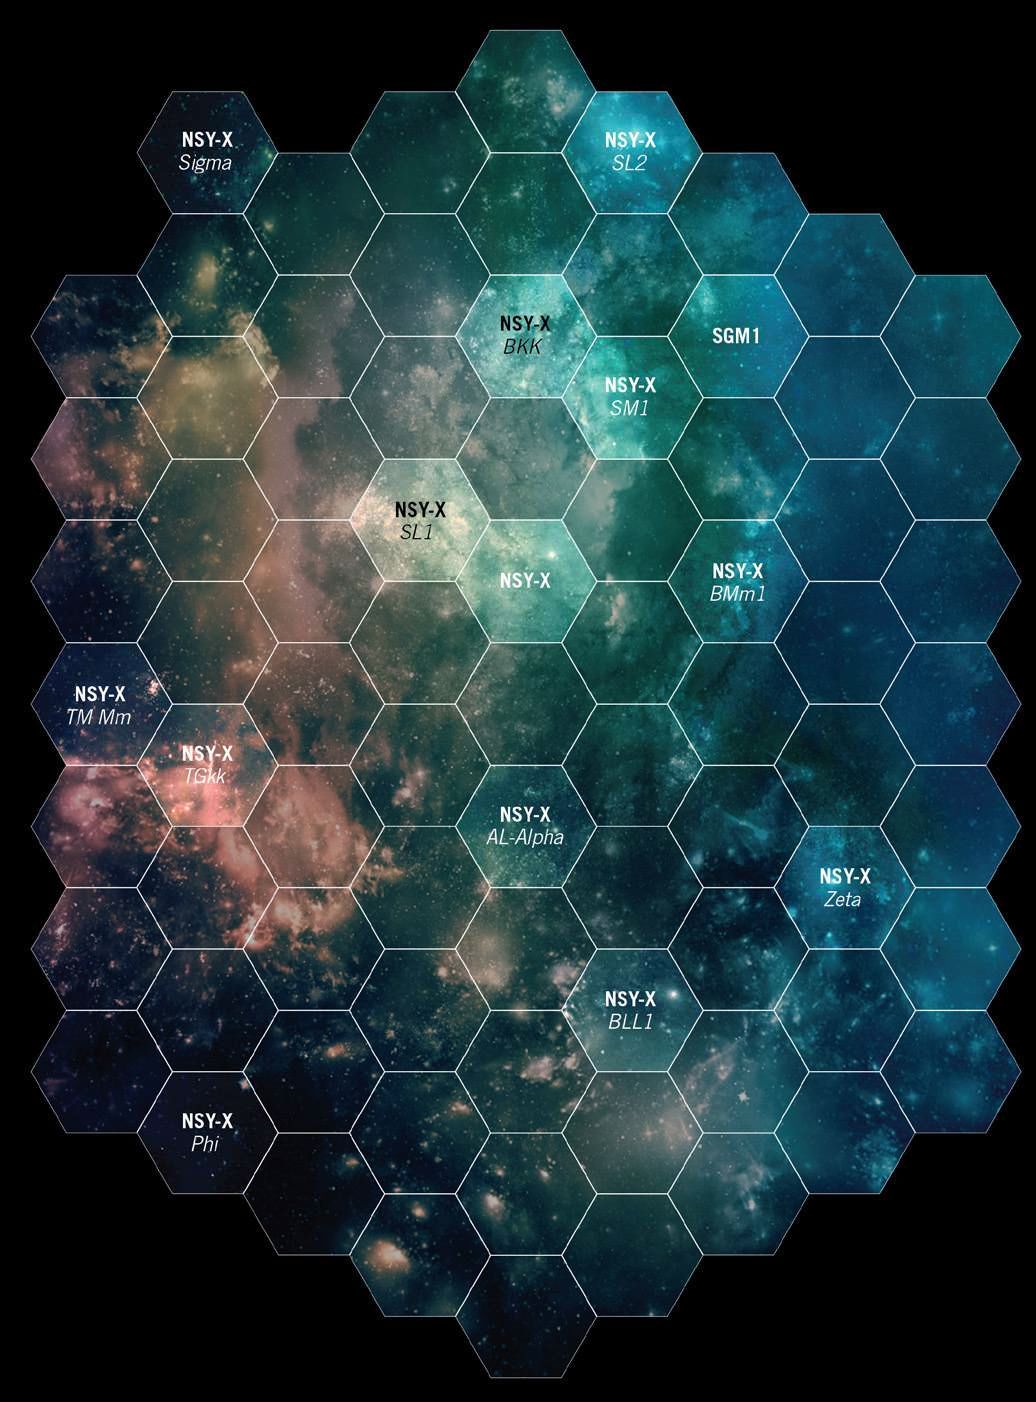 NSY-X
Sigma
NSY-X
SL2
NSY-X
BKK
SGM1
NSY-X
SM1
NSY-X
SL1
NSY-X
NSY-X
BMm1
NSY-X
TM Mm
NSY-X
TGkk
NSY-X
AL-Alpha
NSY-X
Zeta
NSY-X
BLL1
NSY-X
Phi